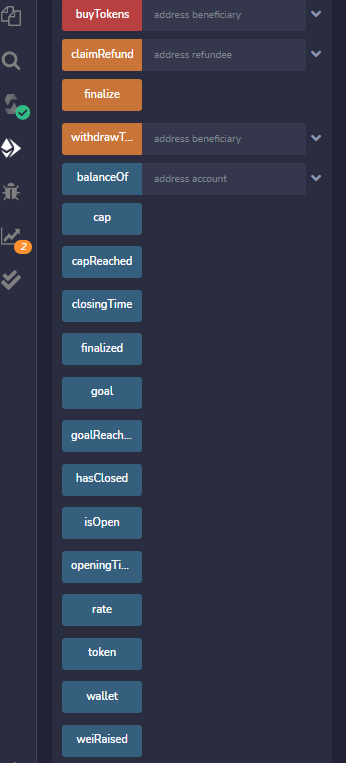 buyTokens address beneficiary
claimRefund address refundee
finalize
withdrawT... address beneficiary
balanceOf address account
cap
capReached
closingTime
finalized
goal
goalReach...
hasClosed
isOpen
openingTi...
rate
token
wallet
weiRaised
2